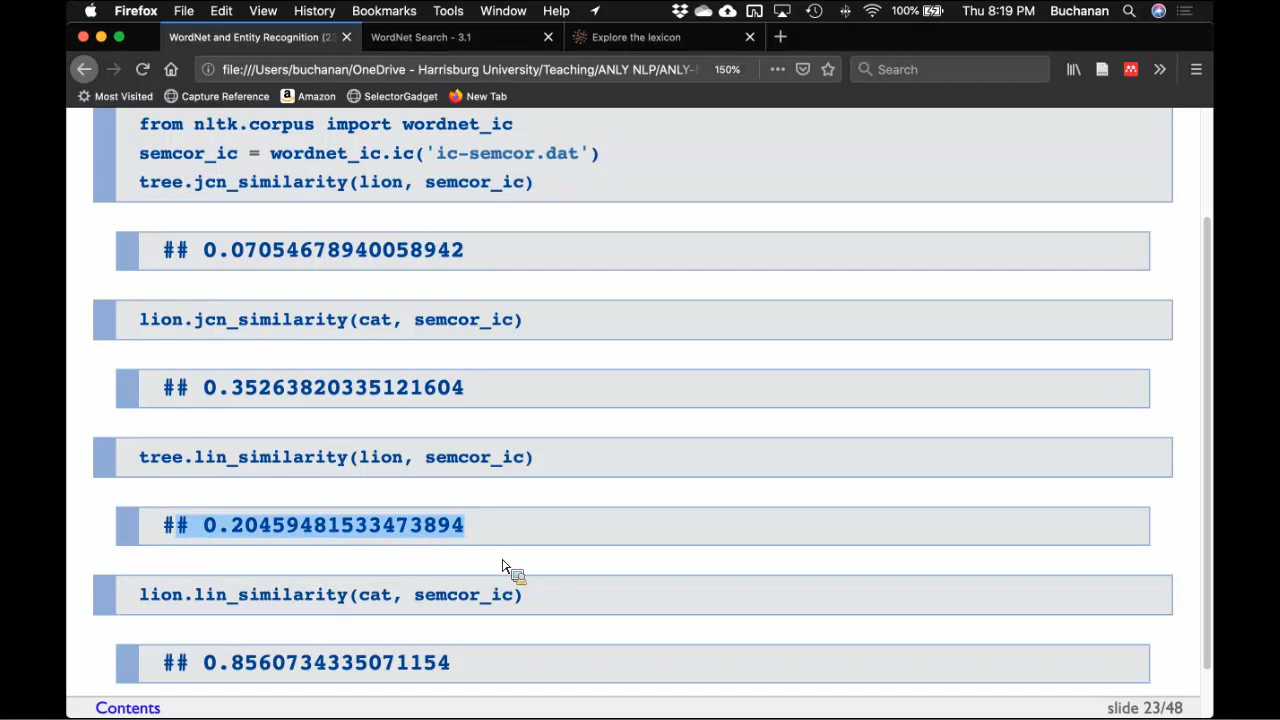 Firefox File Edit View History Bookmarks Tools Window Help 100% Thu 8:19 PM Buchanan
WordNet and Entity Recognition (23 WordNet Search - 3.1 Explore the lexicon
file:///Users/buchanan/OneDrive - Harrisburg University/Teaching/ANLY NLP/ANLY- 150% Search
Most Visited Capture Reference Amazon SelectorGadget New Tab
from nltk.corpus import wordnet_ic
semcor_ic = wordnet_ic.ic('ic-semcor.dat')
tree.jcn_similarity(lion, semcor_ic)
## 0.07054678940058942
lion.jcn_similarity(cat, semcor_ic)
## 0.35263820335121604
tree.lin_similarity(lion, semcor_ic)
## 0.20459481533473894
lion.lin_similarity(cat, semcor_ic)
## 0.8560734335071154
Contents slide 23/48